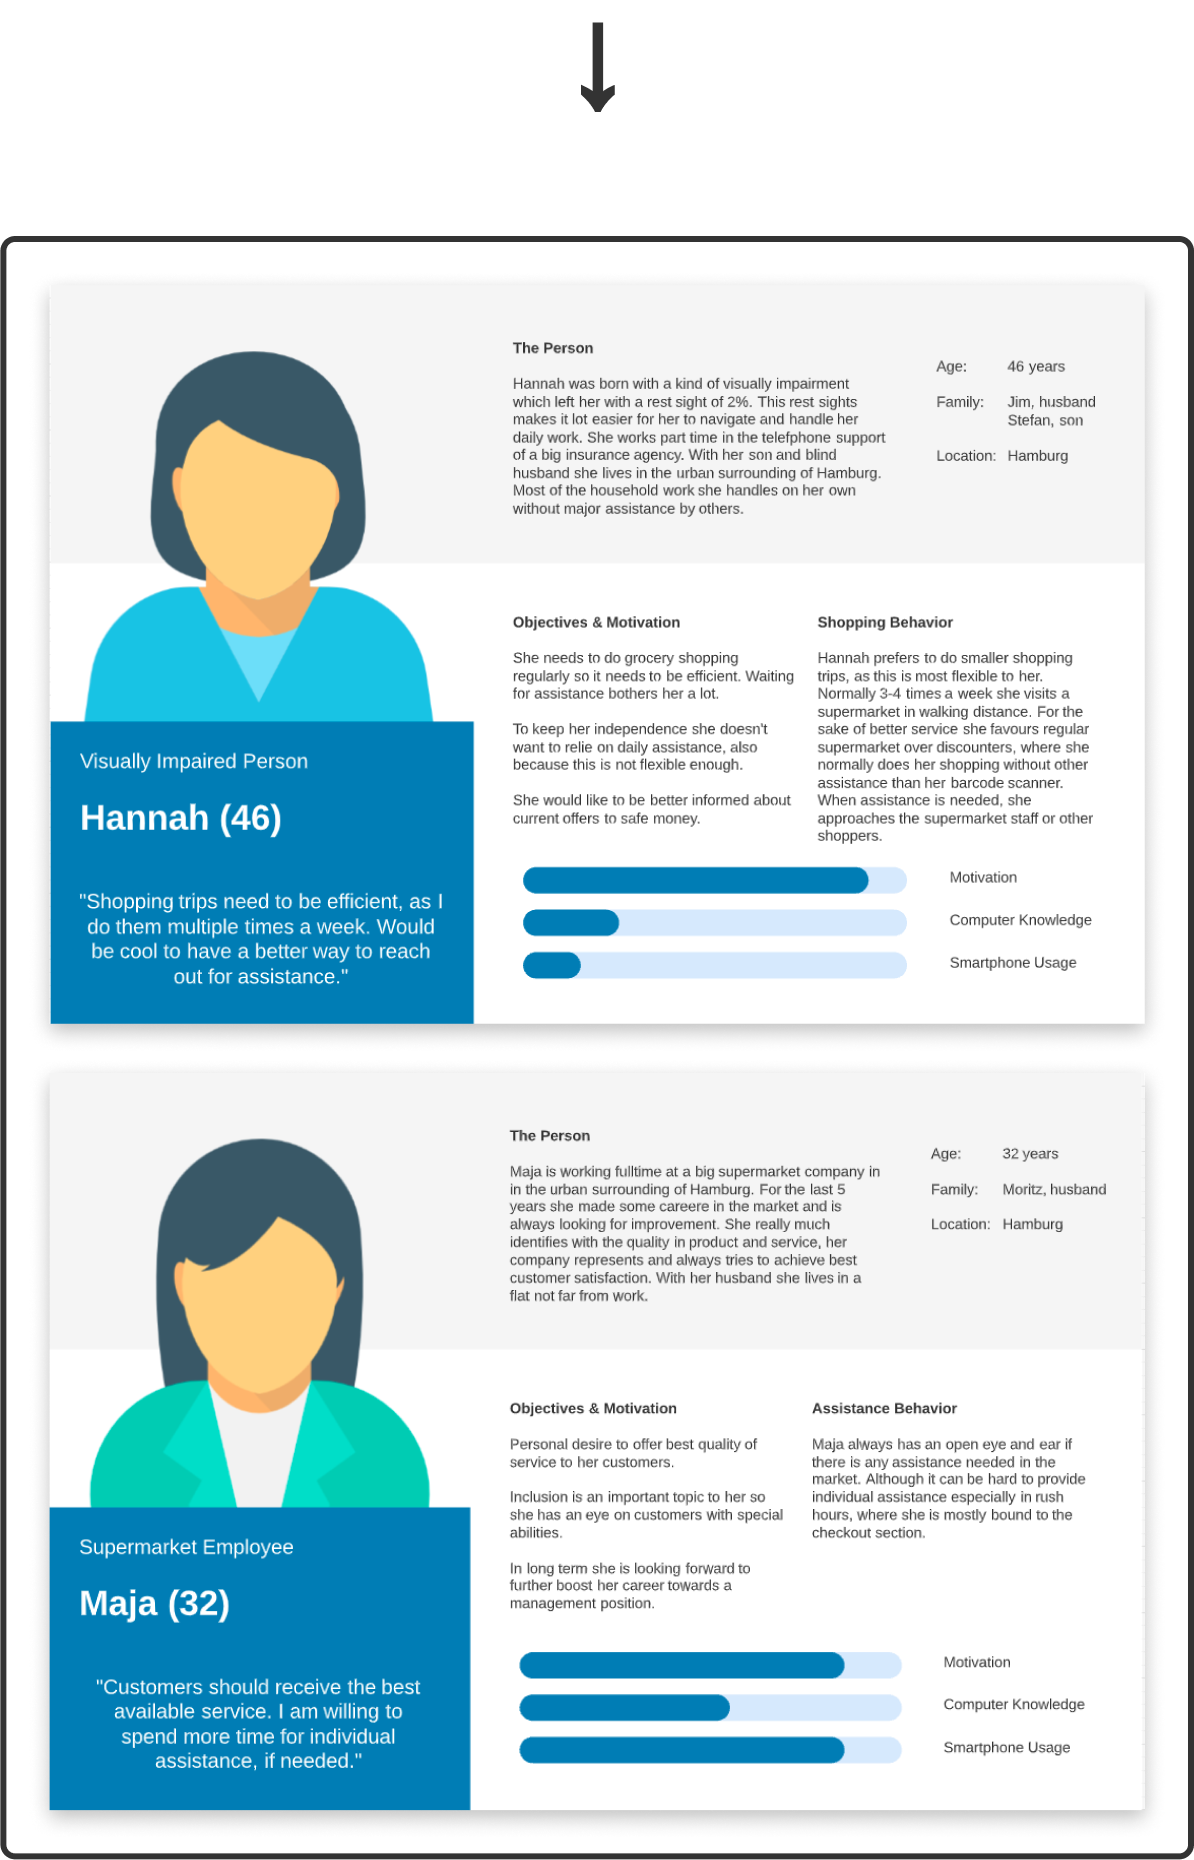 The Person
Hannah was born with a kind of visually impairment
which left her with a rest sight of 2%. This rest sights
makes it lot easier for her to navigate and handle her
daily work. She works part time in the telefphone support
of a big insurance agency. With her son and blind
husband she lives in the urban surrounding of Hamburg.
Most of the household work she handles on her own
without major assistance by others.
Age: 46 years
Family: Jim, husband
Stefan, son
Location: Hamburg
Visually Impaired Person
Hannah (46)
"Shopping trips need to be efficient, as I
do them multiple times a week. Would
be cool to have a better way to reach
out for assistance."
Objectives & Motivation
She needs to do grocery shopping
regularly so it needs to be efficient. Waiting
for assistance bothers her a lot.
To keep her independence she doesn't
want to relie on daily assistance, also
because this is not flexible enough.
She would like to be better informed about
current offers to safe money.
Shopping Behavior
Hannah prefers to do smaller shopping
trips, as this is most flexible to her.
Normally 3-4 times a week she visits a
supermarket in walking distance. For the
sake of better service she favours regular
supermarket over discounters, where she
normally does her shopping without other
assistance than her barcode scanner.
When assistance is needed, she
approaches the supermarket staff or other
shoppers.
Motivation
Computer Knowledge
Smartphone Usage
The Person
Maja is working fulltime at a big supermarket company in
in the urban surrounding of Hamburg. For the last 5
years she made some careere in the market and is
always looking for improvement. She really much
identifies with the quality in product and service, her
company represents and always tries to achieve best
customer satisfaction. With her husband she lives in a
flat not far from work.
Age: 32 years
Family: Moritz, husband
Location: Hamburg
Supermarket Employee
Maja (32)
"Customers should receive the best
available service. I am willing to
spend more time for individual
assistance, if needed."
Objectives & Motivation
Personal desire to offer best quality of
service to her customers.
Inclusion is an important topic to her so
she has an eye on customers with special
abilities.
In long term she is looking forward to
further boost her career towards a
management position.
Assistance Behavior
Maja always has an open eye and ear if
there is any assistance needed in the
market. Although it can be hard to provide
individual assistance especially in rush
hours, where she is mostly bound to the
checkout section.
Motivation
Computer Knowledge
Smartphone Usage